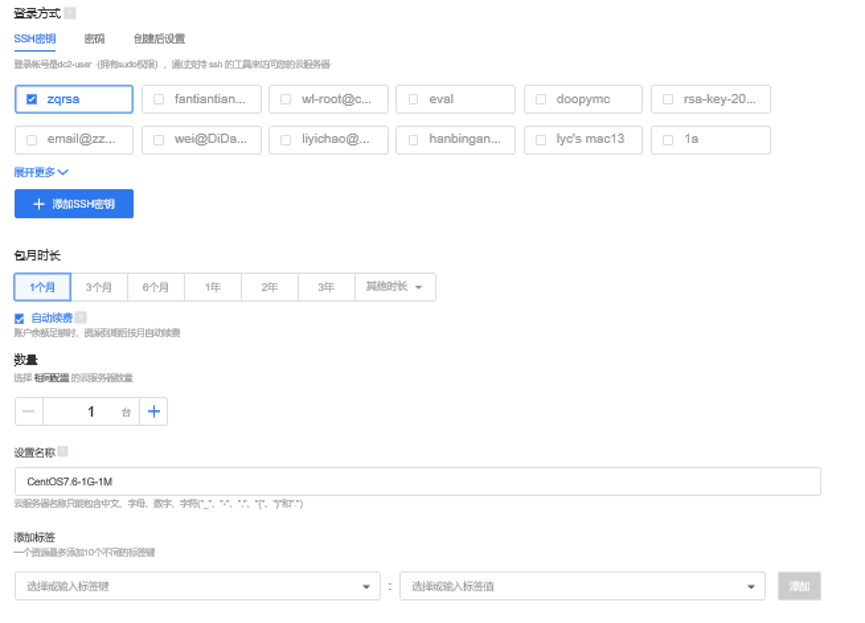 登录方式
SSH密钥 密码 创建后设置
登录帐号是dc2-user（拥有sudo权限），通过支持 ssh 的工具来访问您的云服务器
zqrsa fantiantian... wl-root@c... eval doopymc rsa-key-20...
email@zz... wei@DiDa... liyichao@... hanbingan... lyc's mac13 1a
展开更多
添加SSH密钥
包月时长
1个月 3个月 6个月 1年 2年 3年 其他时长
自动续费
账户余额足够时，资源到期后按月自动续费
数量
选择 相同配置 的云服务器数量
1 台
设置名称
CentOS7.6-1G-1M
云服务器名称只能包含中文、字母、数字、字符("_"、"-"、"."、"("、")"和".")
添加标签
一个资源最多添加10个不同的标签键
选择或输入标签键 : 选择或输入标签值 添加